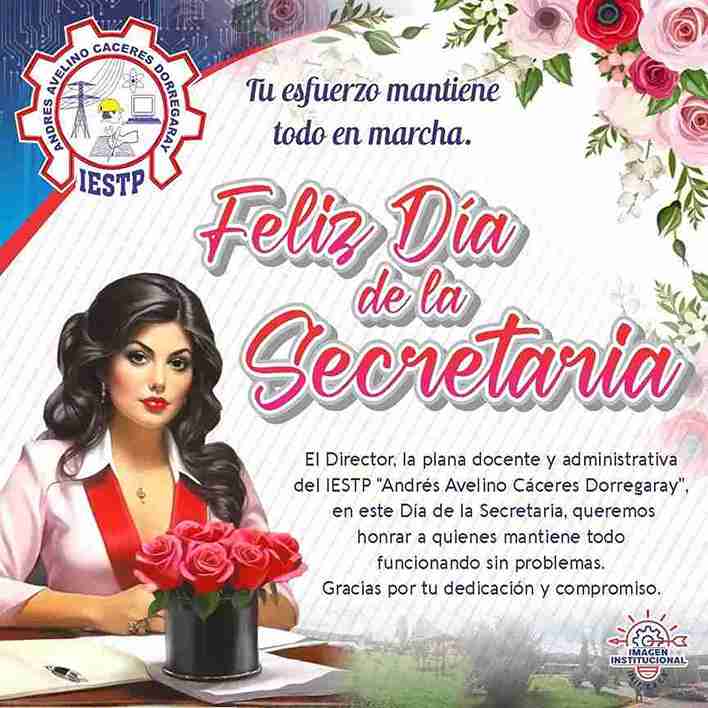 ANDRES AVELINO CACERES DORREGARAY
IESTP
Tu esfuerzo mantiene
todo en marcha.
Feliz Día
de la
Secretaria
El Director, la plana docente y administrativa
del IESTP "Andrés Avelino Cáceres Dorregaray",
en este Día de la Secretaria, queremos
honrar a quienes mantiene todo
funcionando sin problemas.
Gracias por tu dedicación y compromiso.
IMAGEN
INSTITUCIONAL